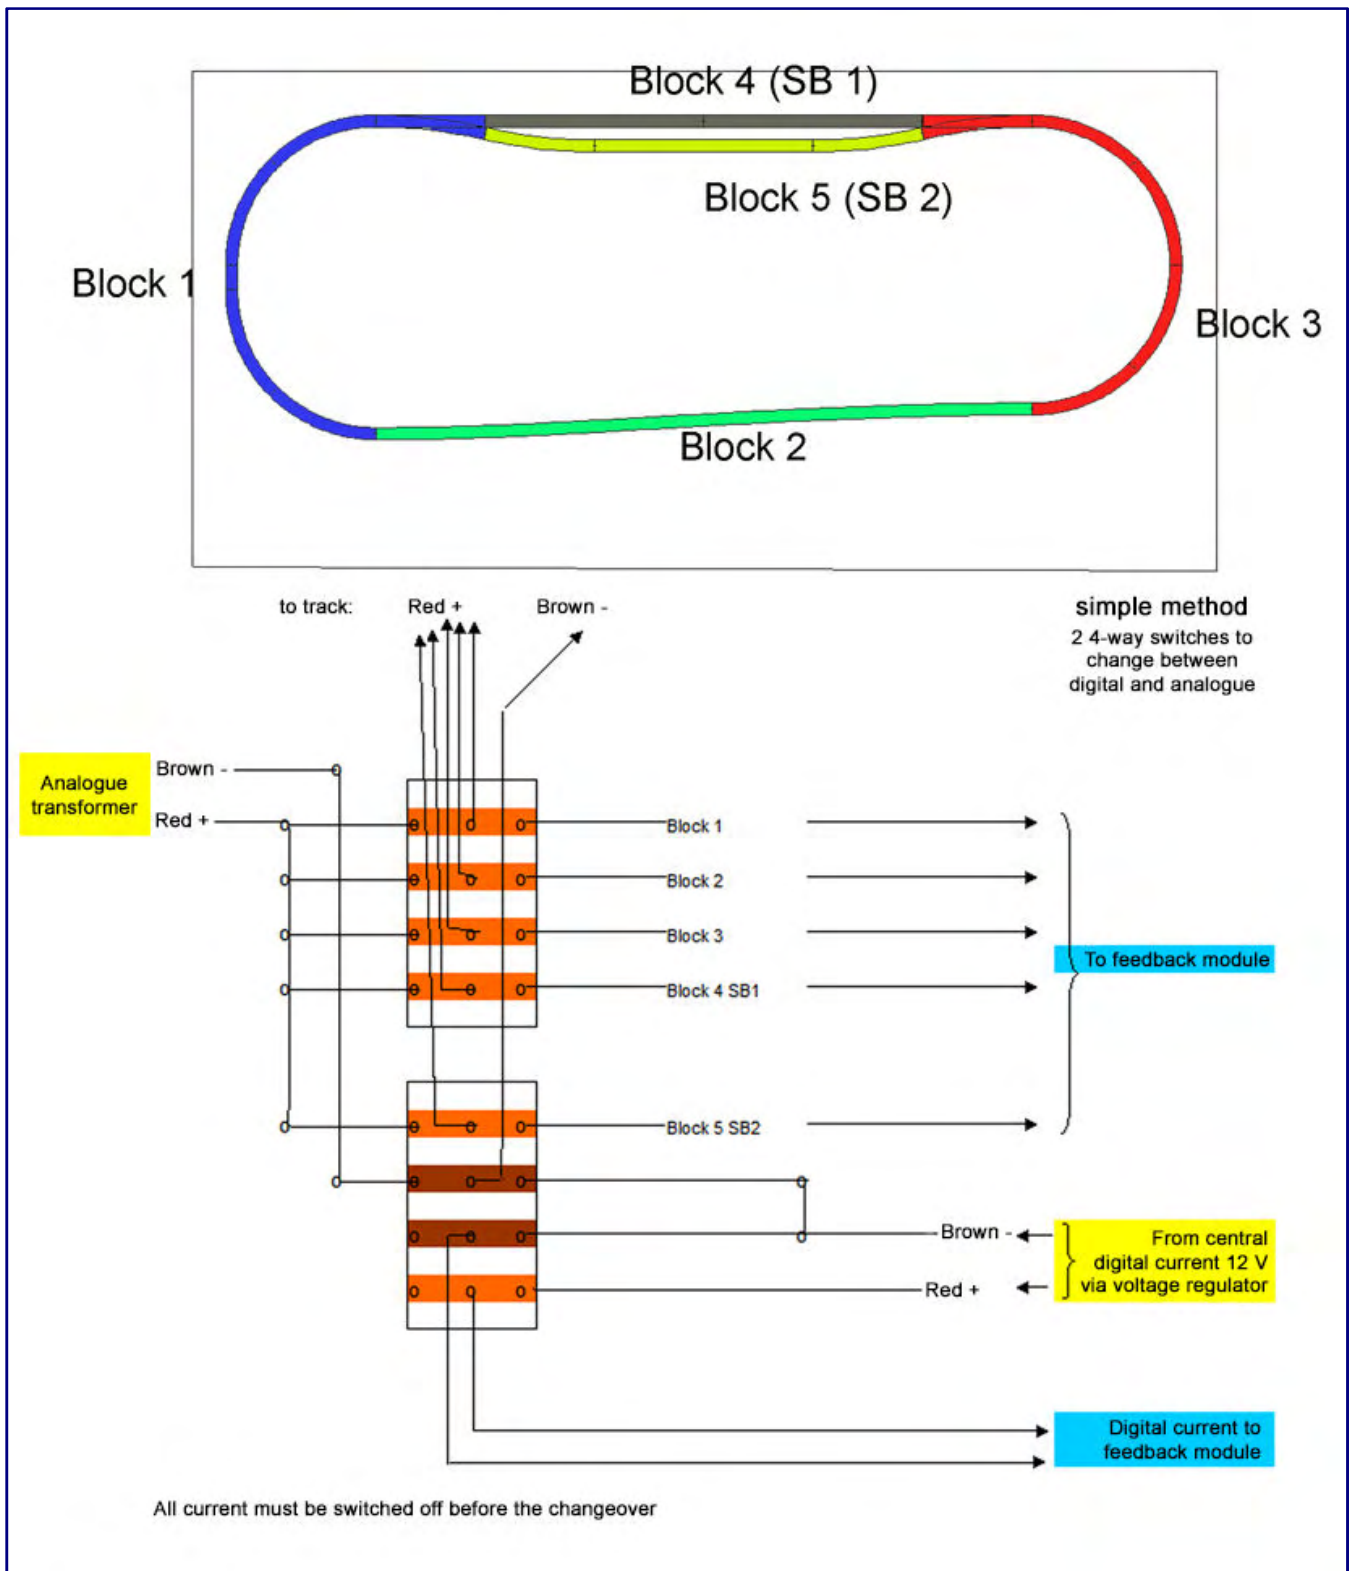 Block 4 (SB 1)
Block 5 (SB 2)
Block 1
Block 3
Block 2
to track:
Red +
Brown -
simple method
2 4-way switches to
change between
digital and analogue
Analogue
transformer
Brown -
Red +
Block 1
Block 2
Block 3
Block 4 SB1
To feedback module
Block 5 SB2
Brown -
Red +
From central
digital current 12 V
via voltage regulator
Digital current to
feedback module
All current must be switched off before the changeover